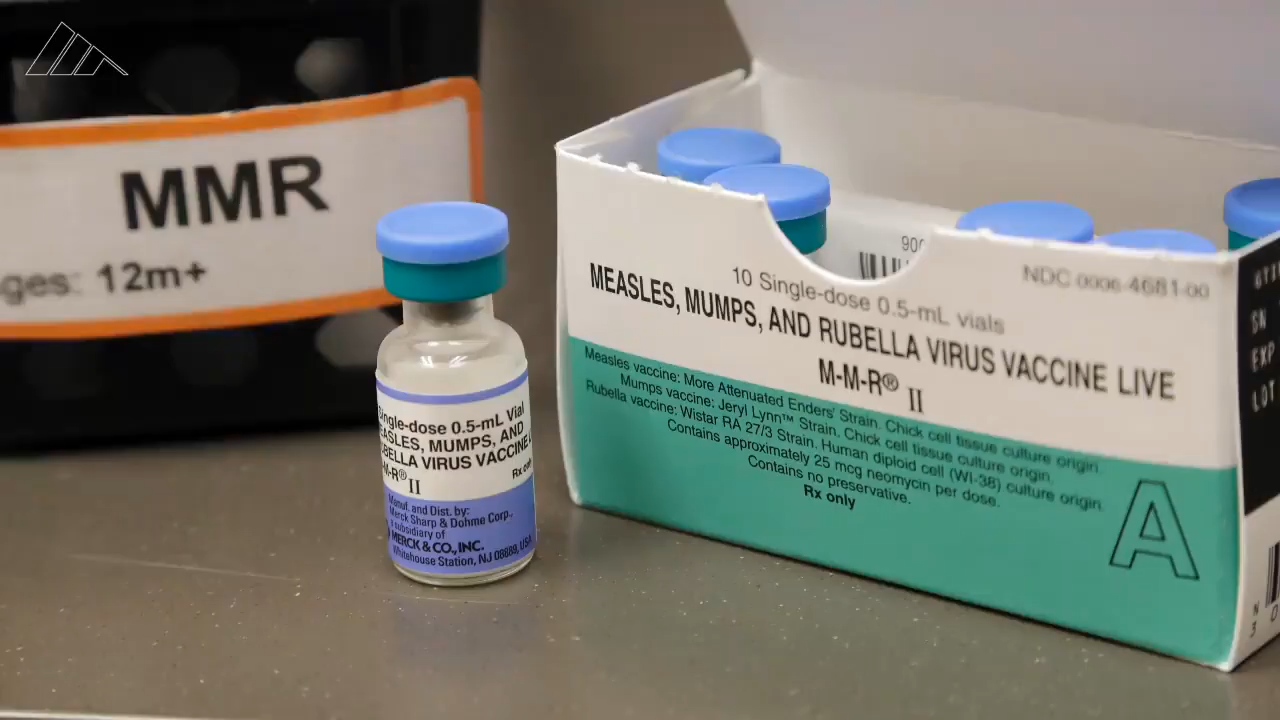 MMR
ges: 12m+
Single-dose 0.5-mL Vial
EASLES, MUMPS, AND
BELLA VIRUS VACCINE
M-R® II
Rx only
Manuf. and Dist. by:
Merck Sharp & Dohme Corp.,
a subsidiary of
MERCK & CO., INC.
Whitehouse Station, NJ 08889, USA
900
10 Single-dose 0.5-mL vials
NDC 0006-4681-00
MEASLES, MUMPS, AND RUBELLA VIRUS VACCINE LIVE
M-M-R® II
Measles vaccine: More Attenuated Enders' Strain. Chick cell tissue culture origin.
Mumps vaccine: Jeryl Lynn™ Strain. Chick cell tissue culture origin.
Rubella vaccine: Wistar RA 27/3 Strain. Human diploid cell (WI-38) culture origin.
Contains approximately 25 mcg neomycin per dose.
Contains no preservative.
Rx only
A
SN
EXP
LOT